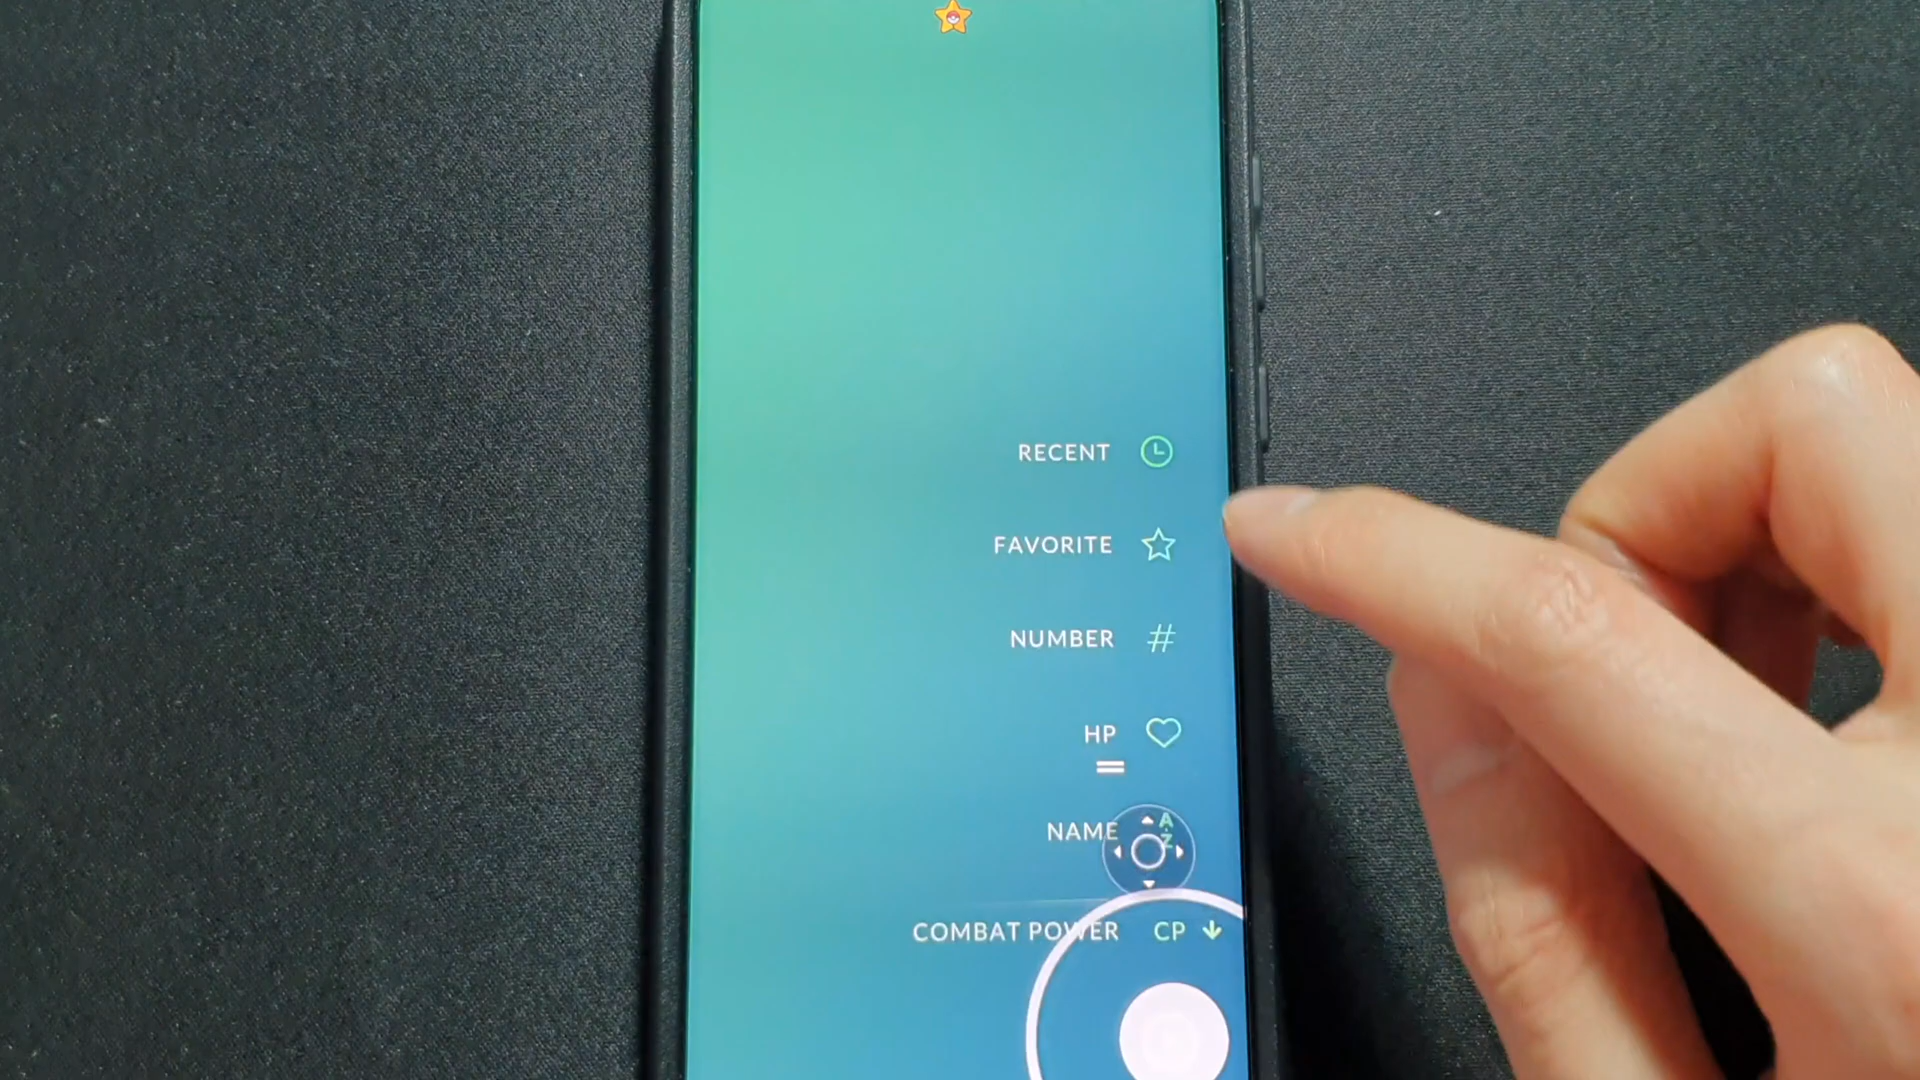 RECENT
FAVORITE
NUMBER #
HP
NAME A-Z
COMBAT POWER CP